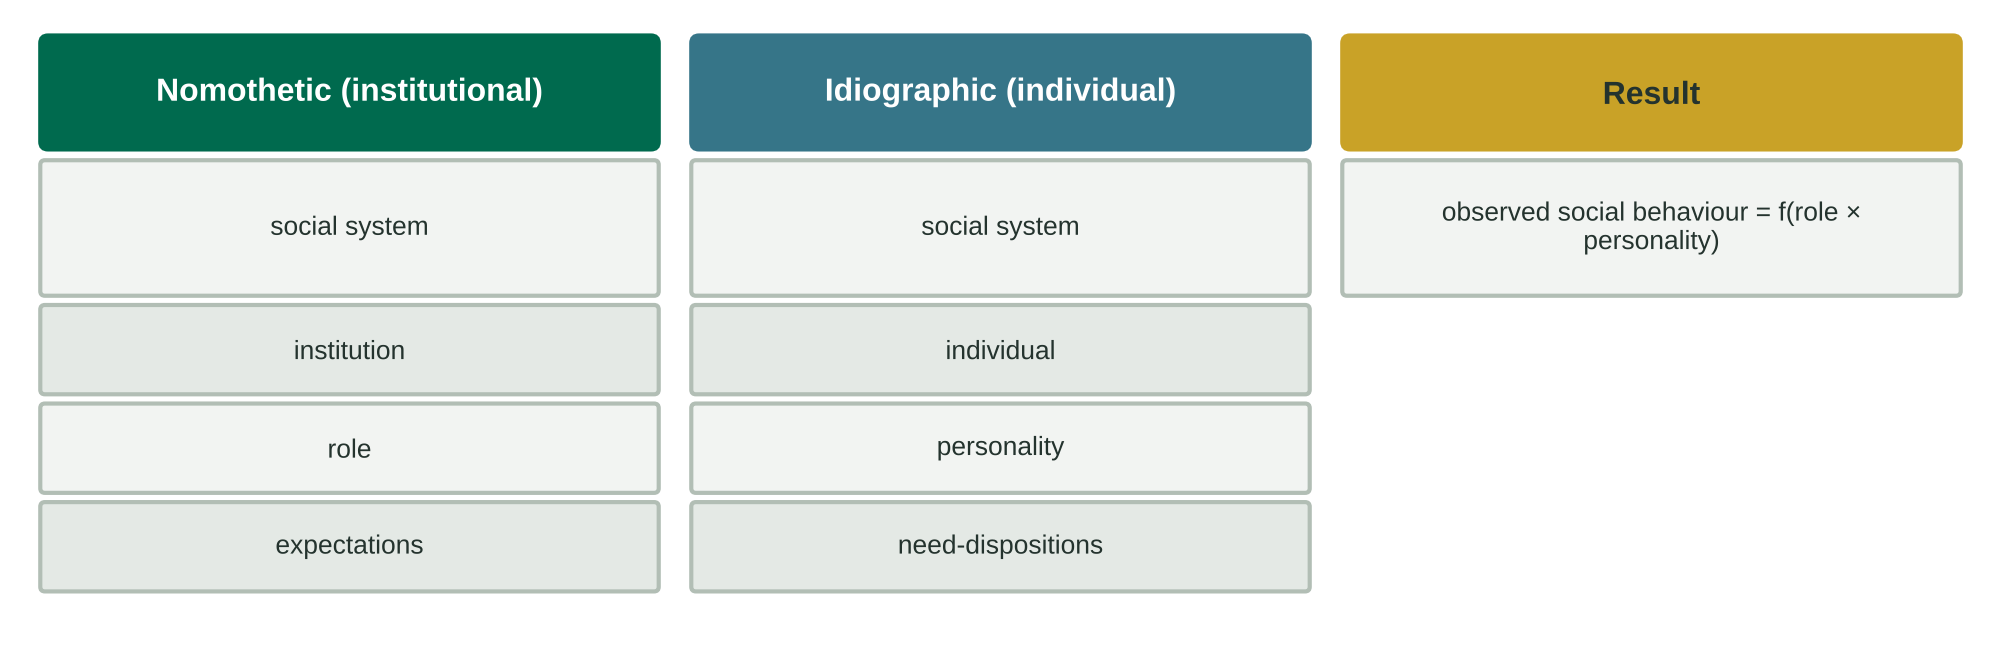 Nomothetic (institutional)
Idiographic (individual)
Result
social system
social system
observed social behaviour = f(role ×
personality)
institution
individual
role
personality
expectations
need-dispositions